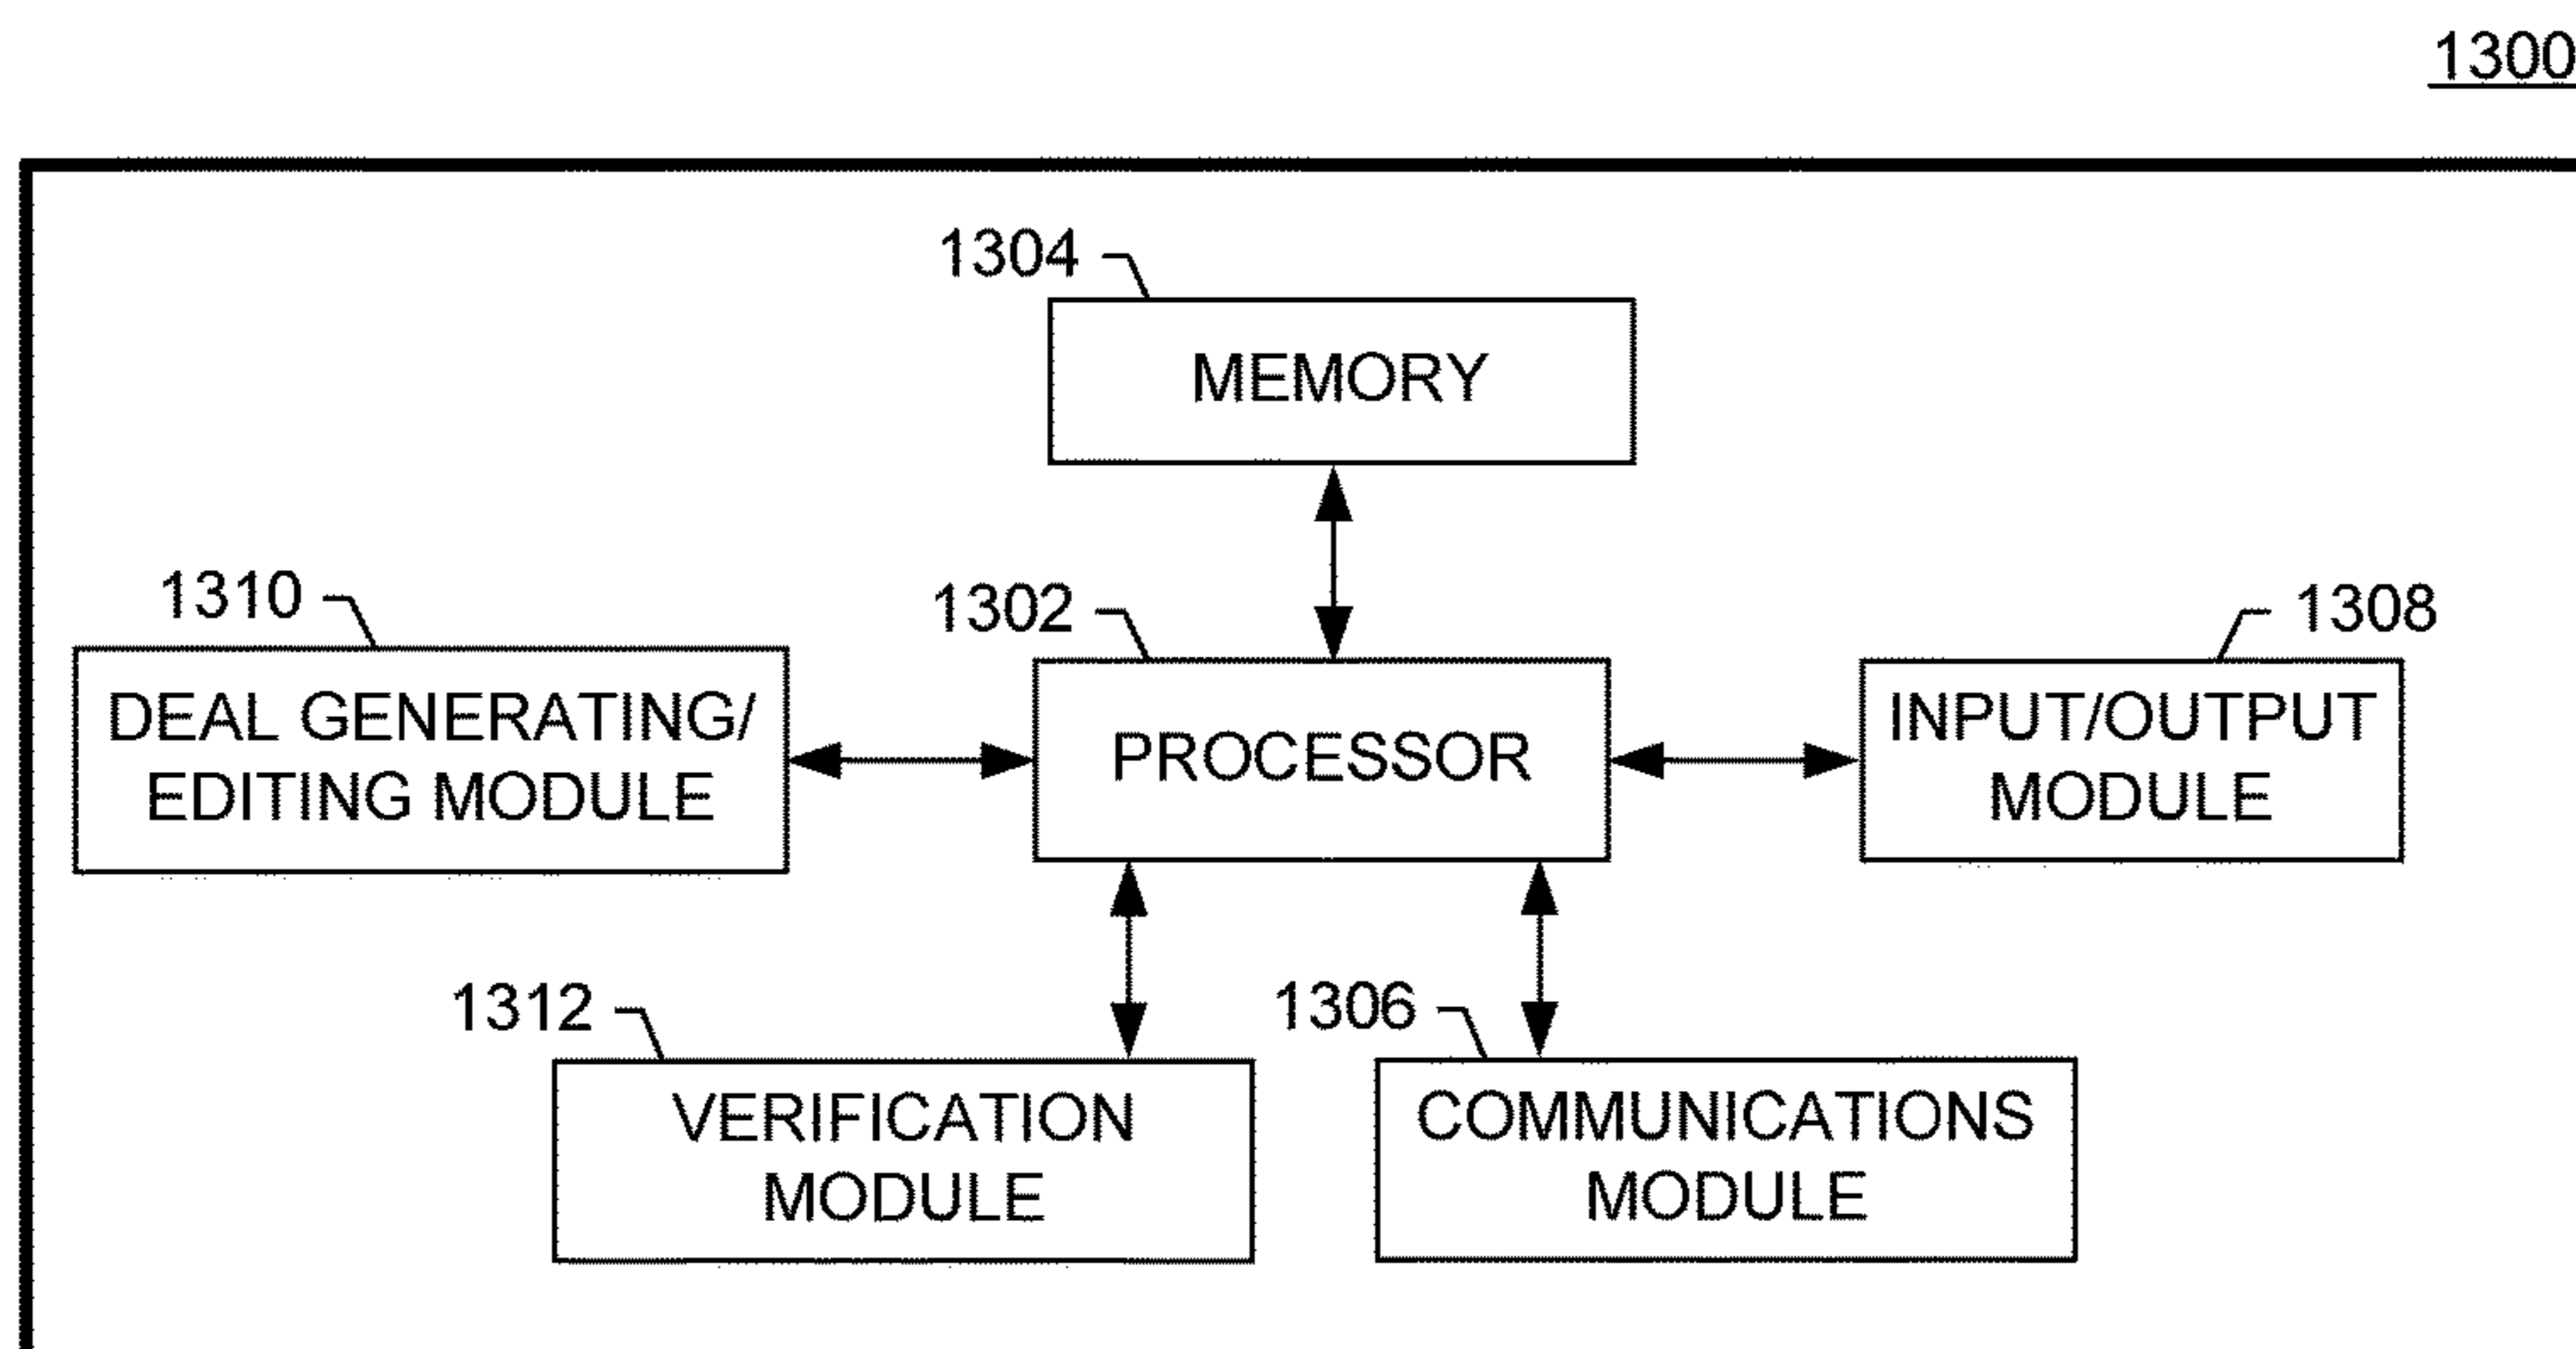 1300
1304
MEMORY
1310
1302
1308
DEAL GENERATING/
EDITING MODULE
PROCESSOR
INPUT/OUTPUT
MODULE
1312
1306
VERIFICATION
MODULE
COMMUNICATIONS
MODULE